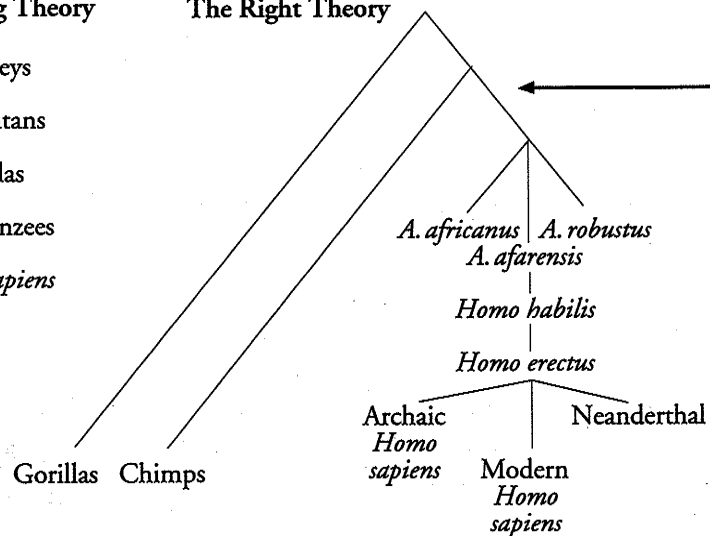 g Theory
The Right Theory
eys
tans
las
nzees
apiens
A. africanus
A. robustus
A. afarensis
Homo habilis
Homo erectus
Archaic
Homo
sapiens
Neanderthal
Modern
Homo
sapiens
Gorillas
Chimps